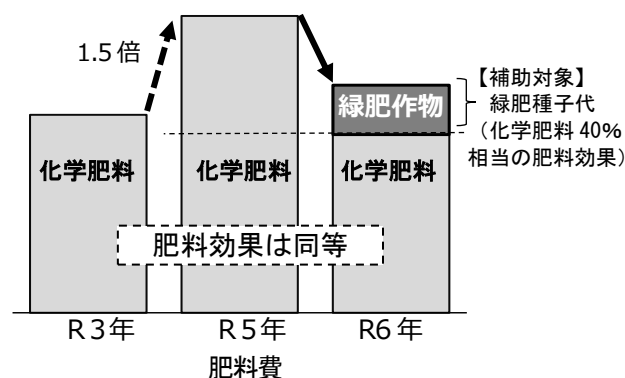 1.5倍
【補助対象】
緑肥種子代
（化学肥料40%
相当の肥料効果）
緑肥作物
化学肥料
化学肥料
化学肥料
肥料効果は同等
R3年
R5年
R6年
肥料費